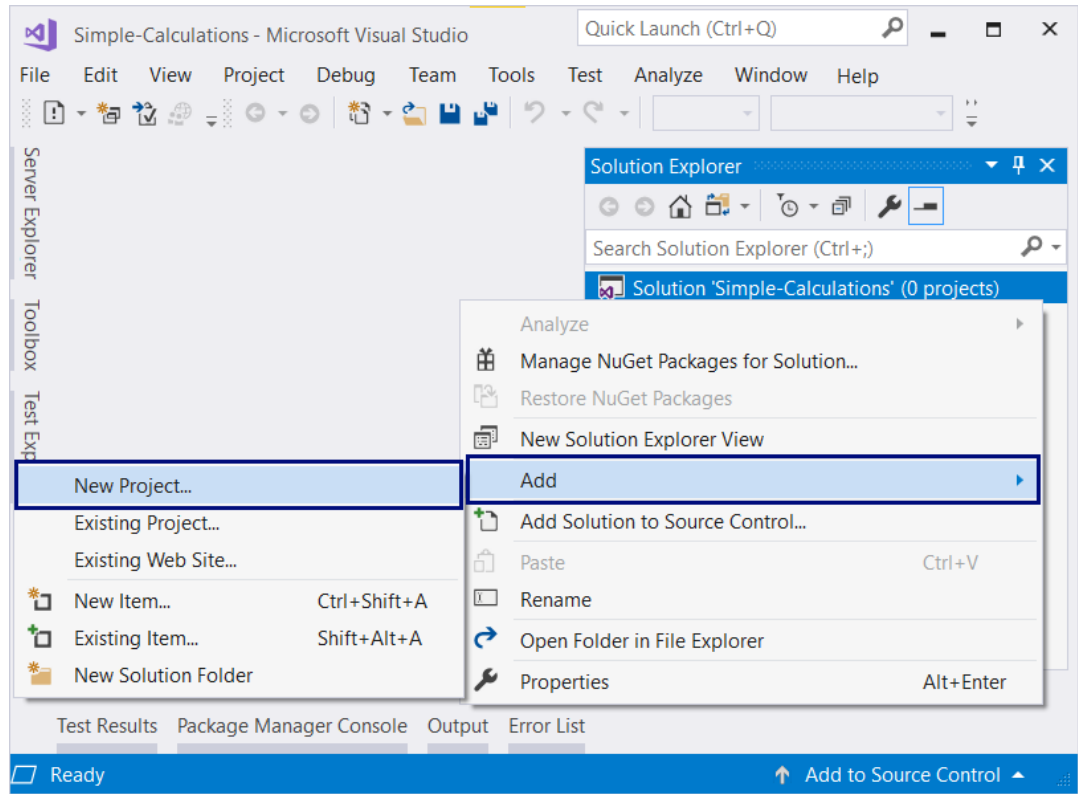 Simple-Calculations - Microsoft Visual Studio
Quick Launch (Ctrl+Q)
File Edit View Project Debug Team Tools Test Analyze Window Help
Server Explorer
Toolbox
Test Exp
Solution Explorer
Search Solution Explorer (Ctrl+;)
Solution 'Simple-Calculations' (0 projects)
Analyze
Manage NuGet Packages for Solution...
Restore NuGet Packages
New Solution Explorer View
Add
Add Solution to Source Control...
Paste Ctrl+V
Rename
Open Folder in File Explorer
Properties Alt+Enter
New Project...
Existing Project...
Existing Web Site...
New Item... Ctrl+Shift+A
Existing Item... Shift+Alt+A
New Solution Folder
Test Results Package Manager Console Output Error List
Ready
Add to Source Control